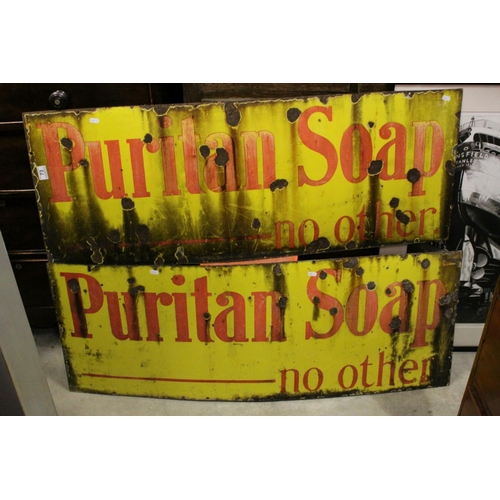 Puritan Soap
no other.
Puritan Soap
no other